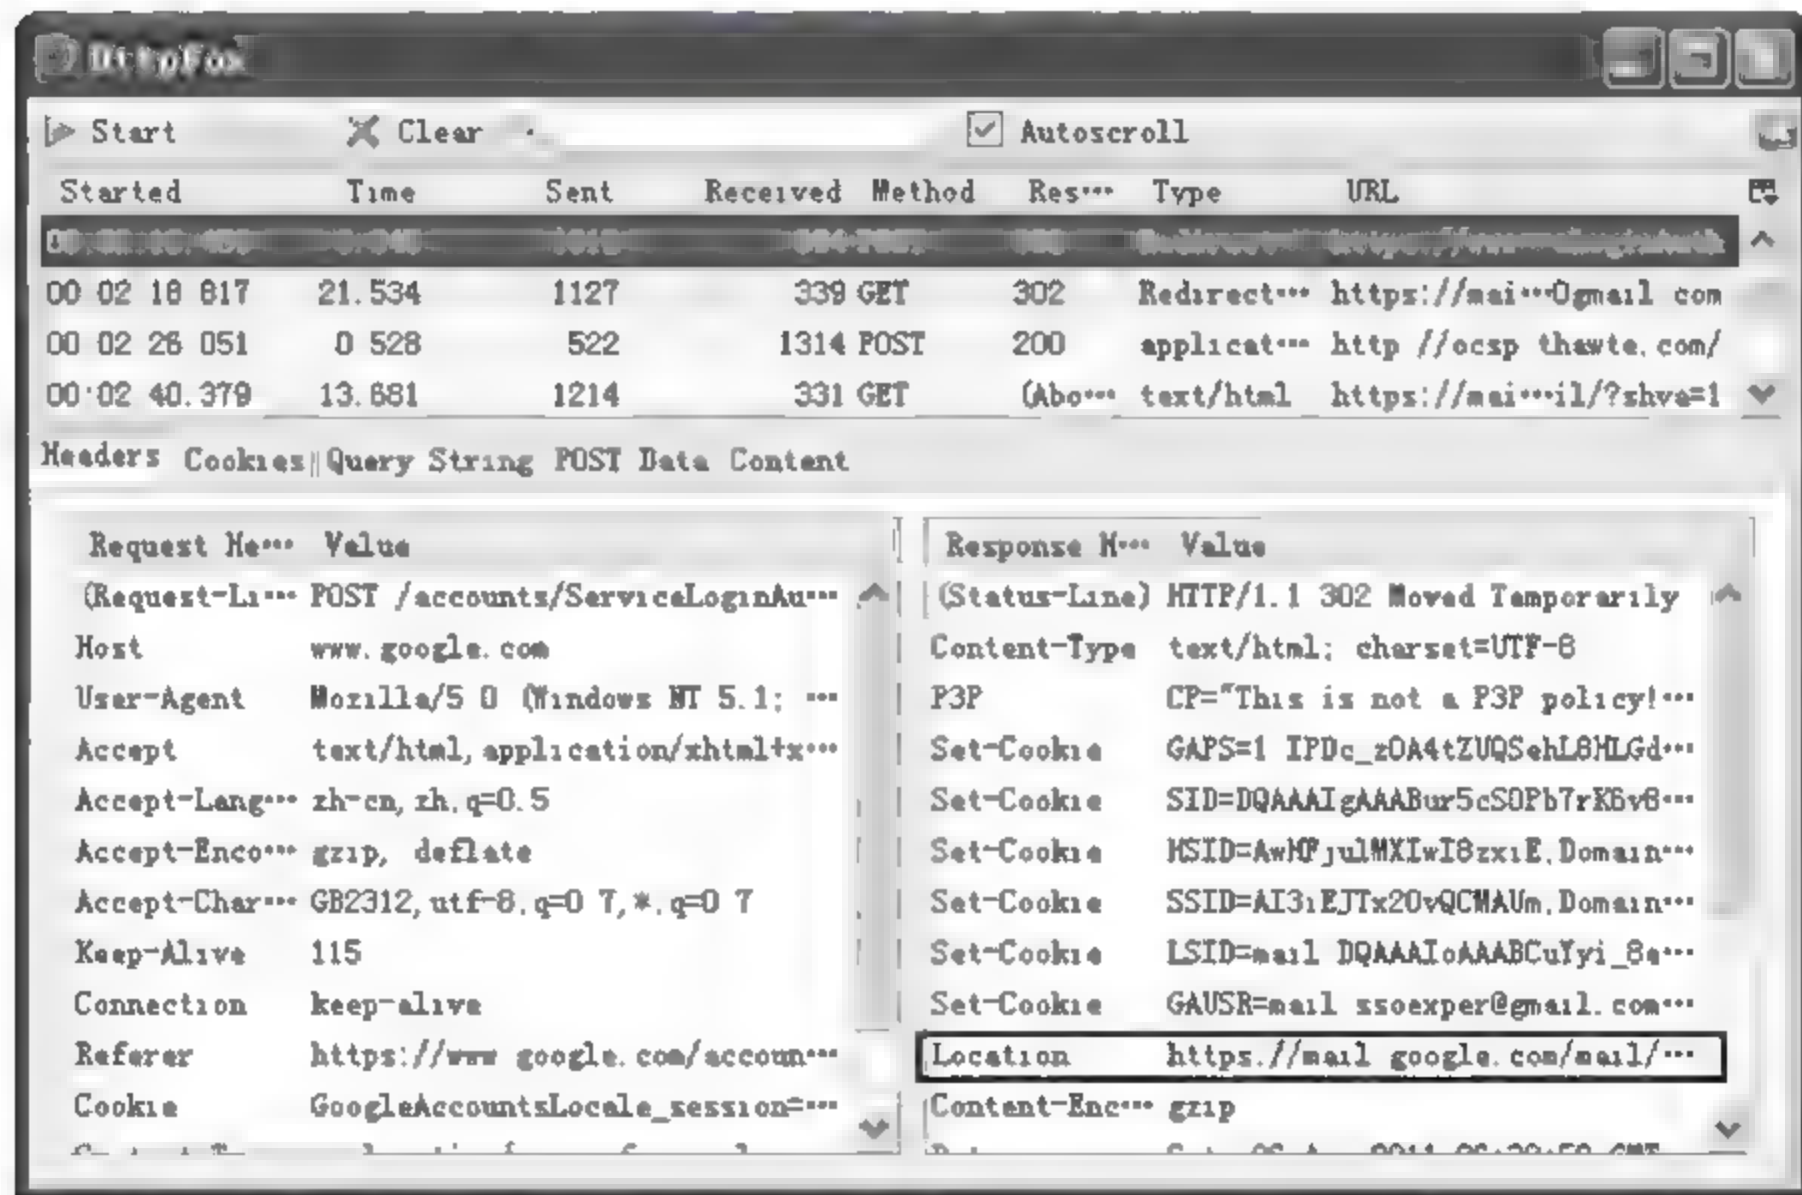 Start Clear Autoscroll
Started Time Sent Received Method Res… Type URL
00 02 18 817 21.534 1127 339 GET 302 Redirect… https://mai…0gmail com
00 02 26 051 0 528 522 1314 POST 200 applicat… http //ocsp thawte.com/
00:02 40.379 13.681 1214 331 GET (Abo… text/html https://mai…il/?shva=1
Headers Cookies Query String POST Data Content
Request He… Value
(Request-Li… POST /accounts/ServiceLoginAu…
Host www.google.com
User-Agent Mozilla/5 0 (Windows NT 5.1; …
Accept text/html,application/xhtml+x…
Accept-Lang… zh-cn,zh,q=0.5
Accept-Enco… gzip, deflate
Accept-Char… GB2312,utf-8,q=0 7,*,q=0 7
Keep-Alive 115
Connection keep-alive
Referer https://www google.com/accoun…
Cookie GoogleAccountsLocale_session=…
Response H… Value
(Status-Line) HTTP/1.1 302 Moved Temporarily
Content-Type text/html; charset=UTF-8
P3P CP="This is not a P3P policy!…
Set-Cookie GAPS=1 IPDc_zOA4tZUQSehL8HLGd…
Set-Cookie SID=DQAAAIgAAABur5cSOPb7rK6v8…
Set-Cookie HSID=AwMFjulMXIwI8zxiE,Domain…
Set-Cookie SSID=AI3iEJTx2OvQCMAUm,Domain…
Set-Cookie LSID=mail DQAAAIoAAABCuYyi_8e…
Set-Cookie GAUSR=mail ssoexper@gmail.com…
Location https://mail google.com/mail/…
Content-Enc… gzip